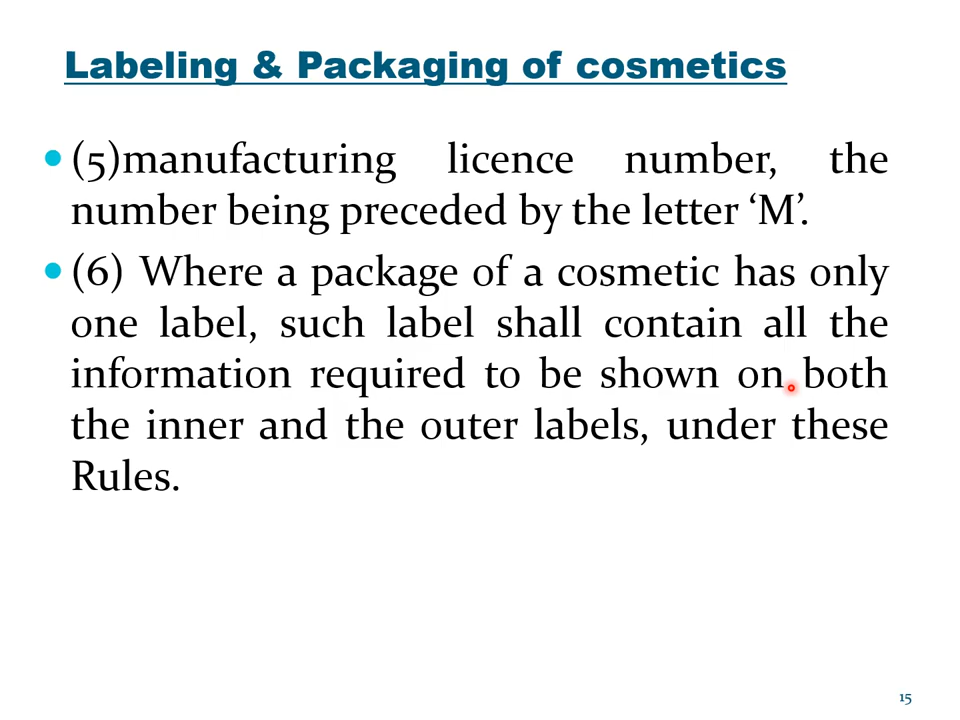 Labeling & Packaging of cosmetics
(5)manufacturing licence number, the
number being preceded by the letter ‘M’.
(6) Where a package of a cosmetic has only
one label, such label shall contain all the
information required to be shown on both
the inner and the outer labels, under these
Rules.
15